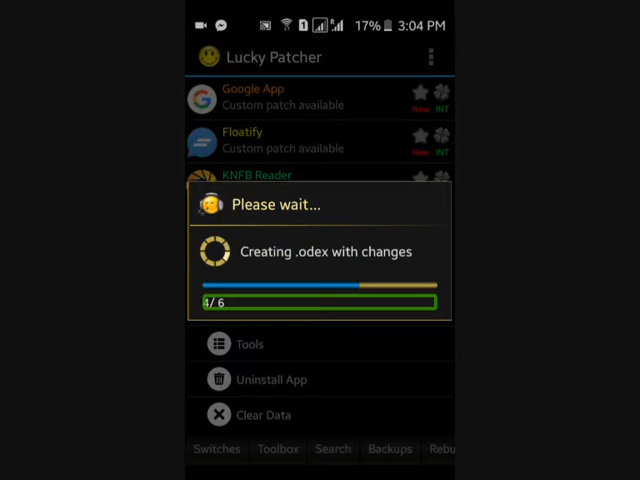 17% 3:04 PM
Lucky Patcher
Google App
Custom patch available
New INT
Floatify
Custom patch available
New INT
KNFB Reader
Please wait...
Creating .odex with changes
4/ 6
Tools
Uninstall App
Clear Data
Switches Toolbox Search Backups Rebu